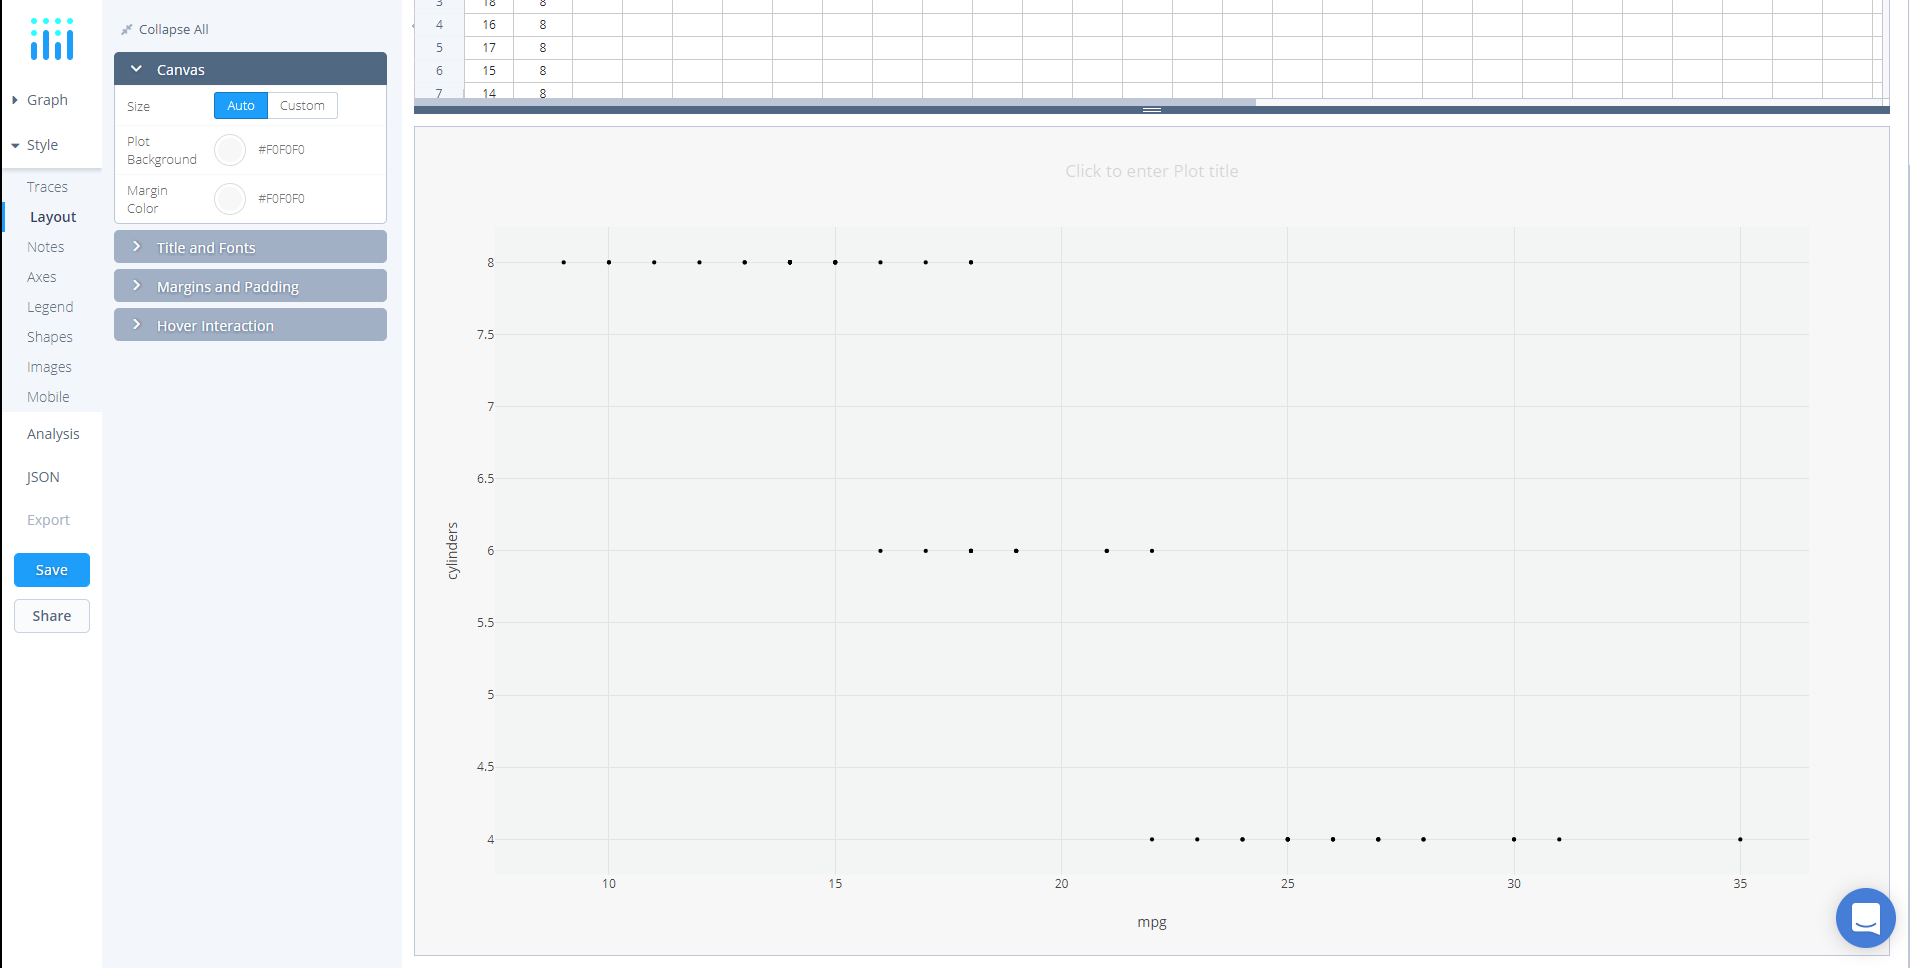 Collapse All
Canvas
Size Auto Custom
Plot
Background
#F0F0F0
Margin
Color
#F0F0F0
Title and Fonts
Margins and Padding
Hover Interaction
Graph
Style
Traces
Layout
Notes
Axes
Legend
Shapes
Images
Mobile
Analysis
JSON
Export
Save
Share
3 18 8
4 16 8
5 17 8
6 15 8
7 14 8
Click to enter Plot title
8
7.5
7
6.5
6
5.5
5
4.5
4
cylinders
10 15 20 25 30 35
mpg